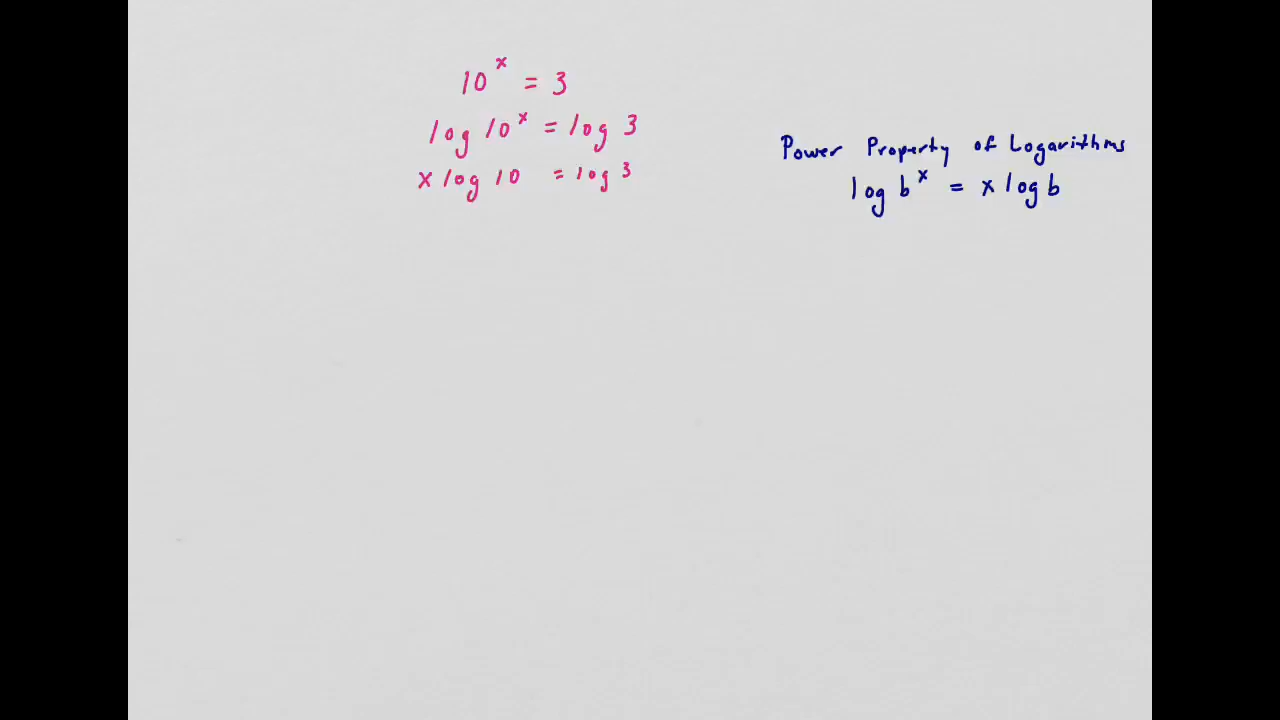 10^x = 3
log 10^x = log 3
x log 10 = log 3
Power Property of Logarithms
log b^x = x log b